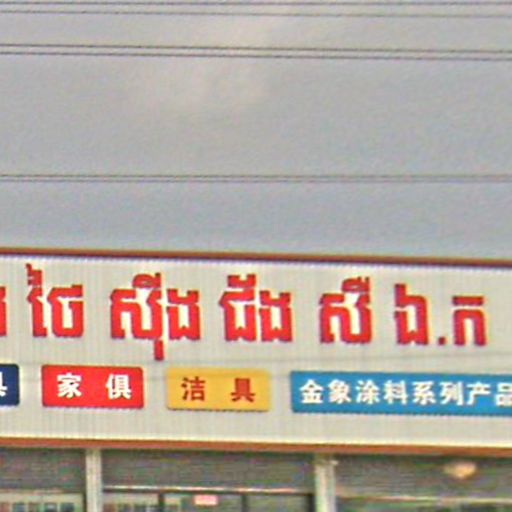 ថៃ ស៊ីង ជីង ស៊ី ឯ.ក
具 家俱 洁具 金象涂料系列产品